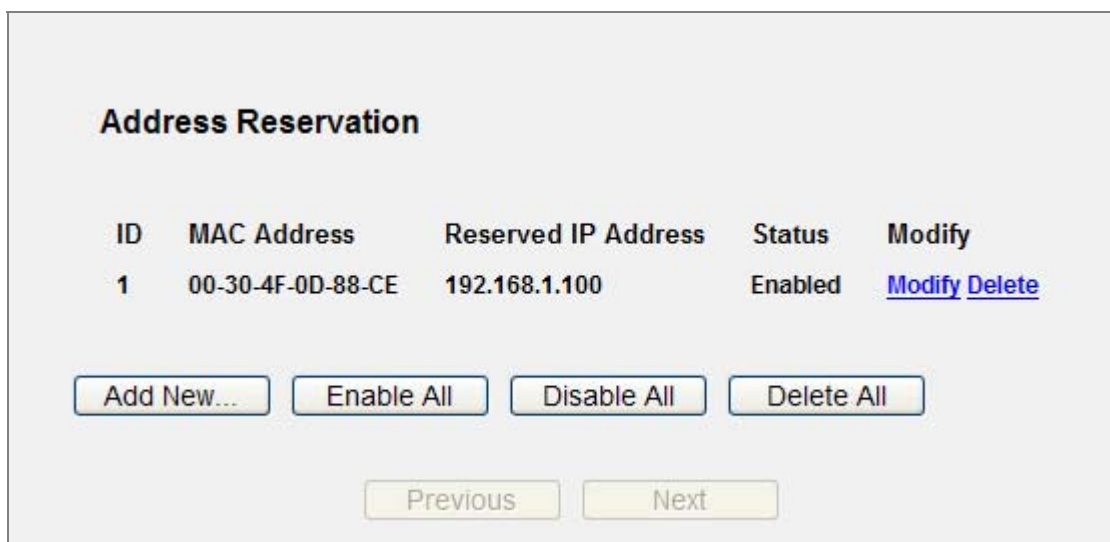 Address Reservation
ID MAC Address Reserved IP Address Status Modify
1 00-30-4F-0D-88-CE 192.168.1.100 Enabled Modify Delete
Add New... Enable All Disable All Delete All
Previous Next